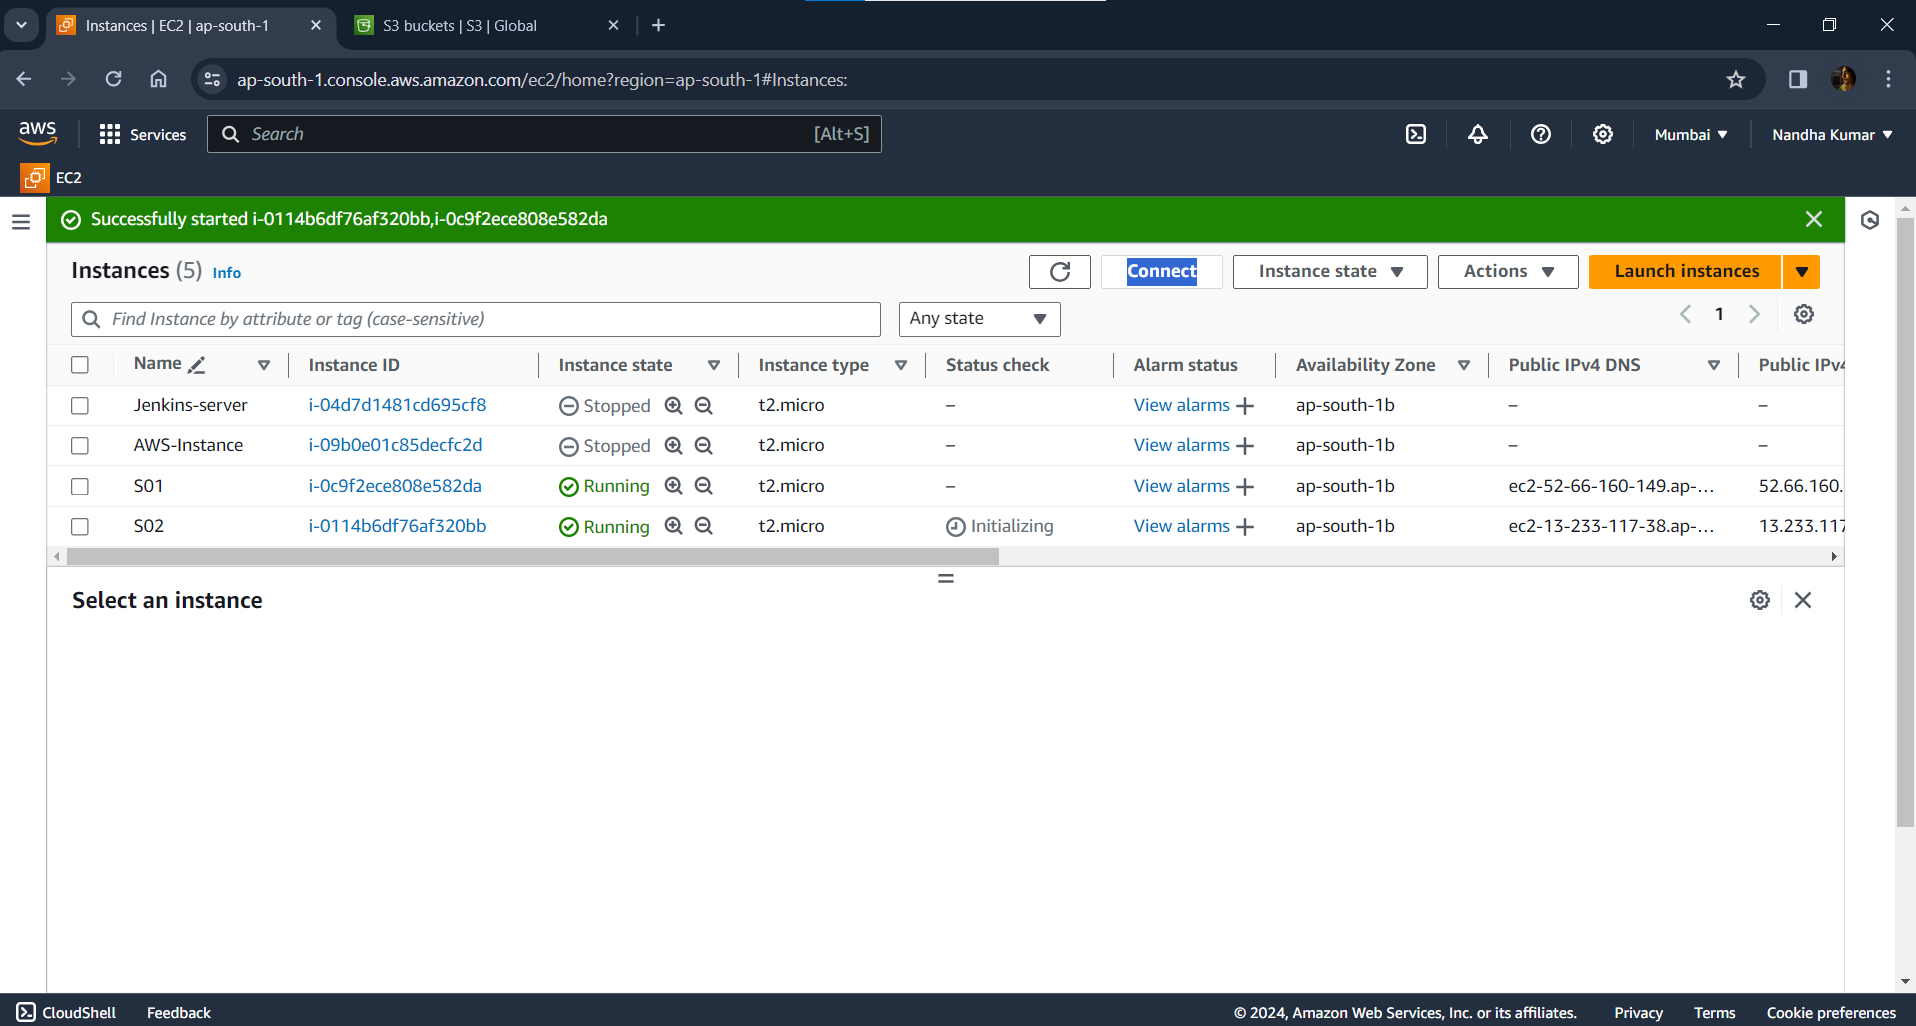 Instances | EC2 | ap-south-1
S3 buckets | S3 | Global
ap-south-1.console.aws.amazon.com/ec2/home?region=ap-south-1#Instances:
aws
Services
Search
[Alt+S]
Mumbai
Nandha Kumar
EC2
Successfully started i-0114b6df76af320bb,i-0c9f2ece808e582da
Instances (5) Info
Connect
Instance state
Actions
Launch instances
Find Instance by attribute or tag (case-sensitive)
Any state
1
Name Instance ID Instance state Instance type Status check Alarm status Availability Zone Public IPv4 DNS Public IPv4
Jenkins-server i-04d7d1481cd695cf8 Stopped t2.micro – View alarms ap-south-1b – –
AWS-Instance i-09b0e01c85decfc2d Stopped t2.micro – View alarms ap-south-1b – –
S01 i-0c9f2ece808e582da Running t2.micro – View alarms ap-south-1b ec2-52-66-160-149.ap-... 52.66.160.
S02 i-0114b6df76af320bb Running t2.micro Initializing View alarms ap-south-1b ec2-13-233-117-38.ap-... 13.233.117
Select an instance
CloudShell
Feedback
© 2024, Amazon Web Services, Inc. or its affiliates.
Privacy
Terms
Cookie preferences